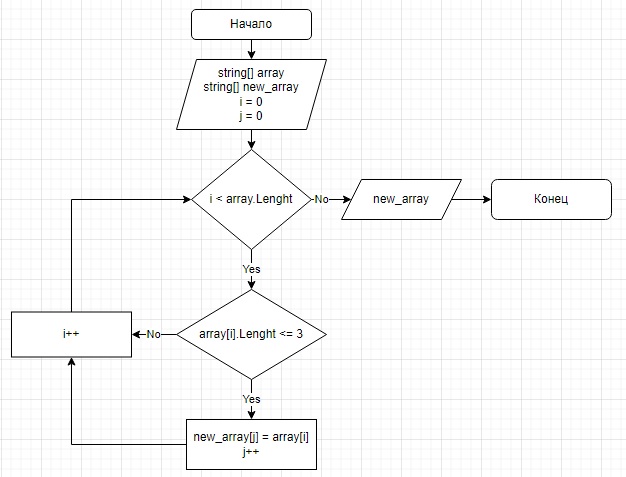 Начало
string[] array
string[] new_array
i = 0
j = 0
i < array.Lenght
No
new_array
Конец
Yes
array[i].Lenght <= 3
No
i++
Yes
new_array[j] = array[i]
j++